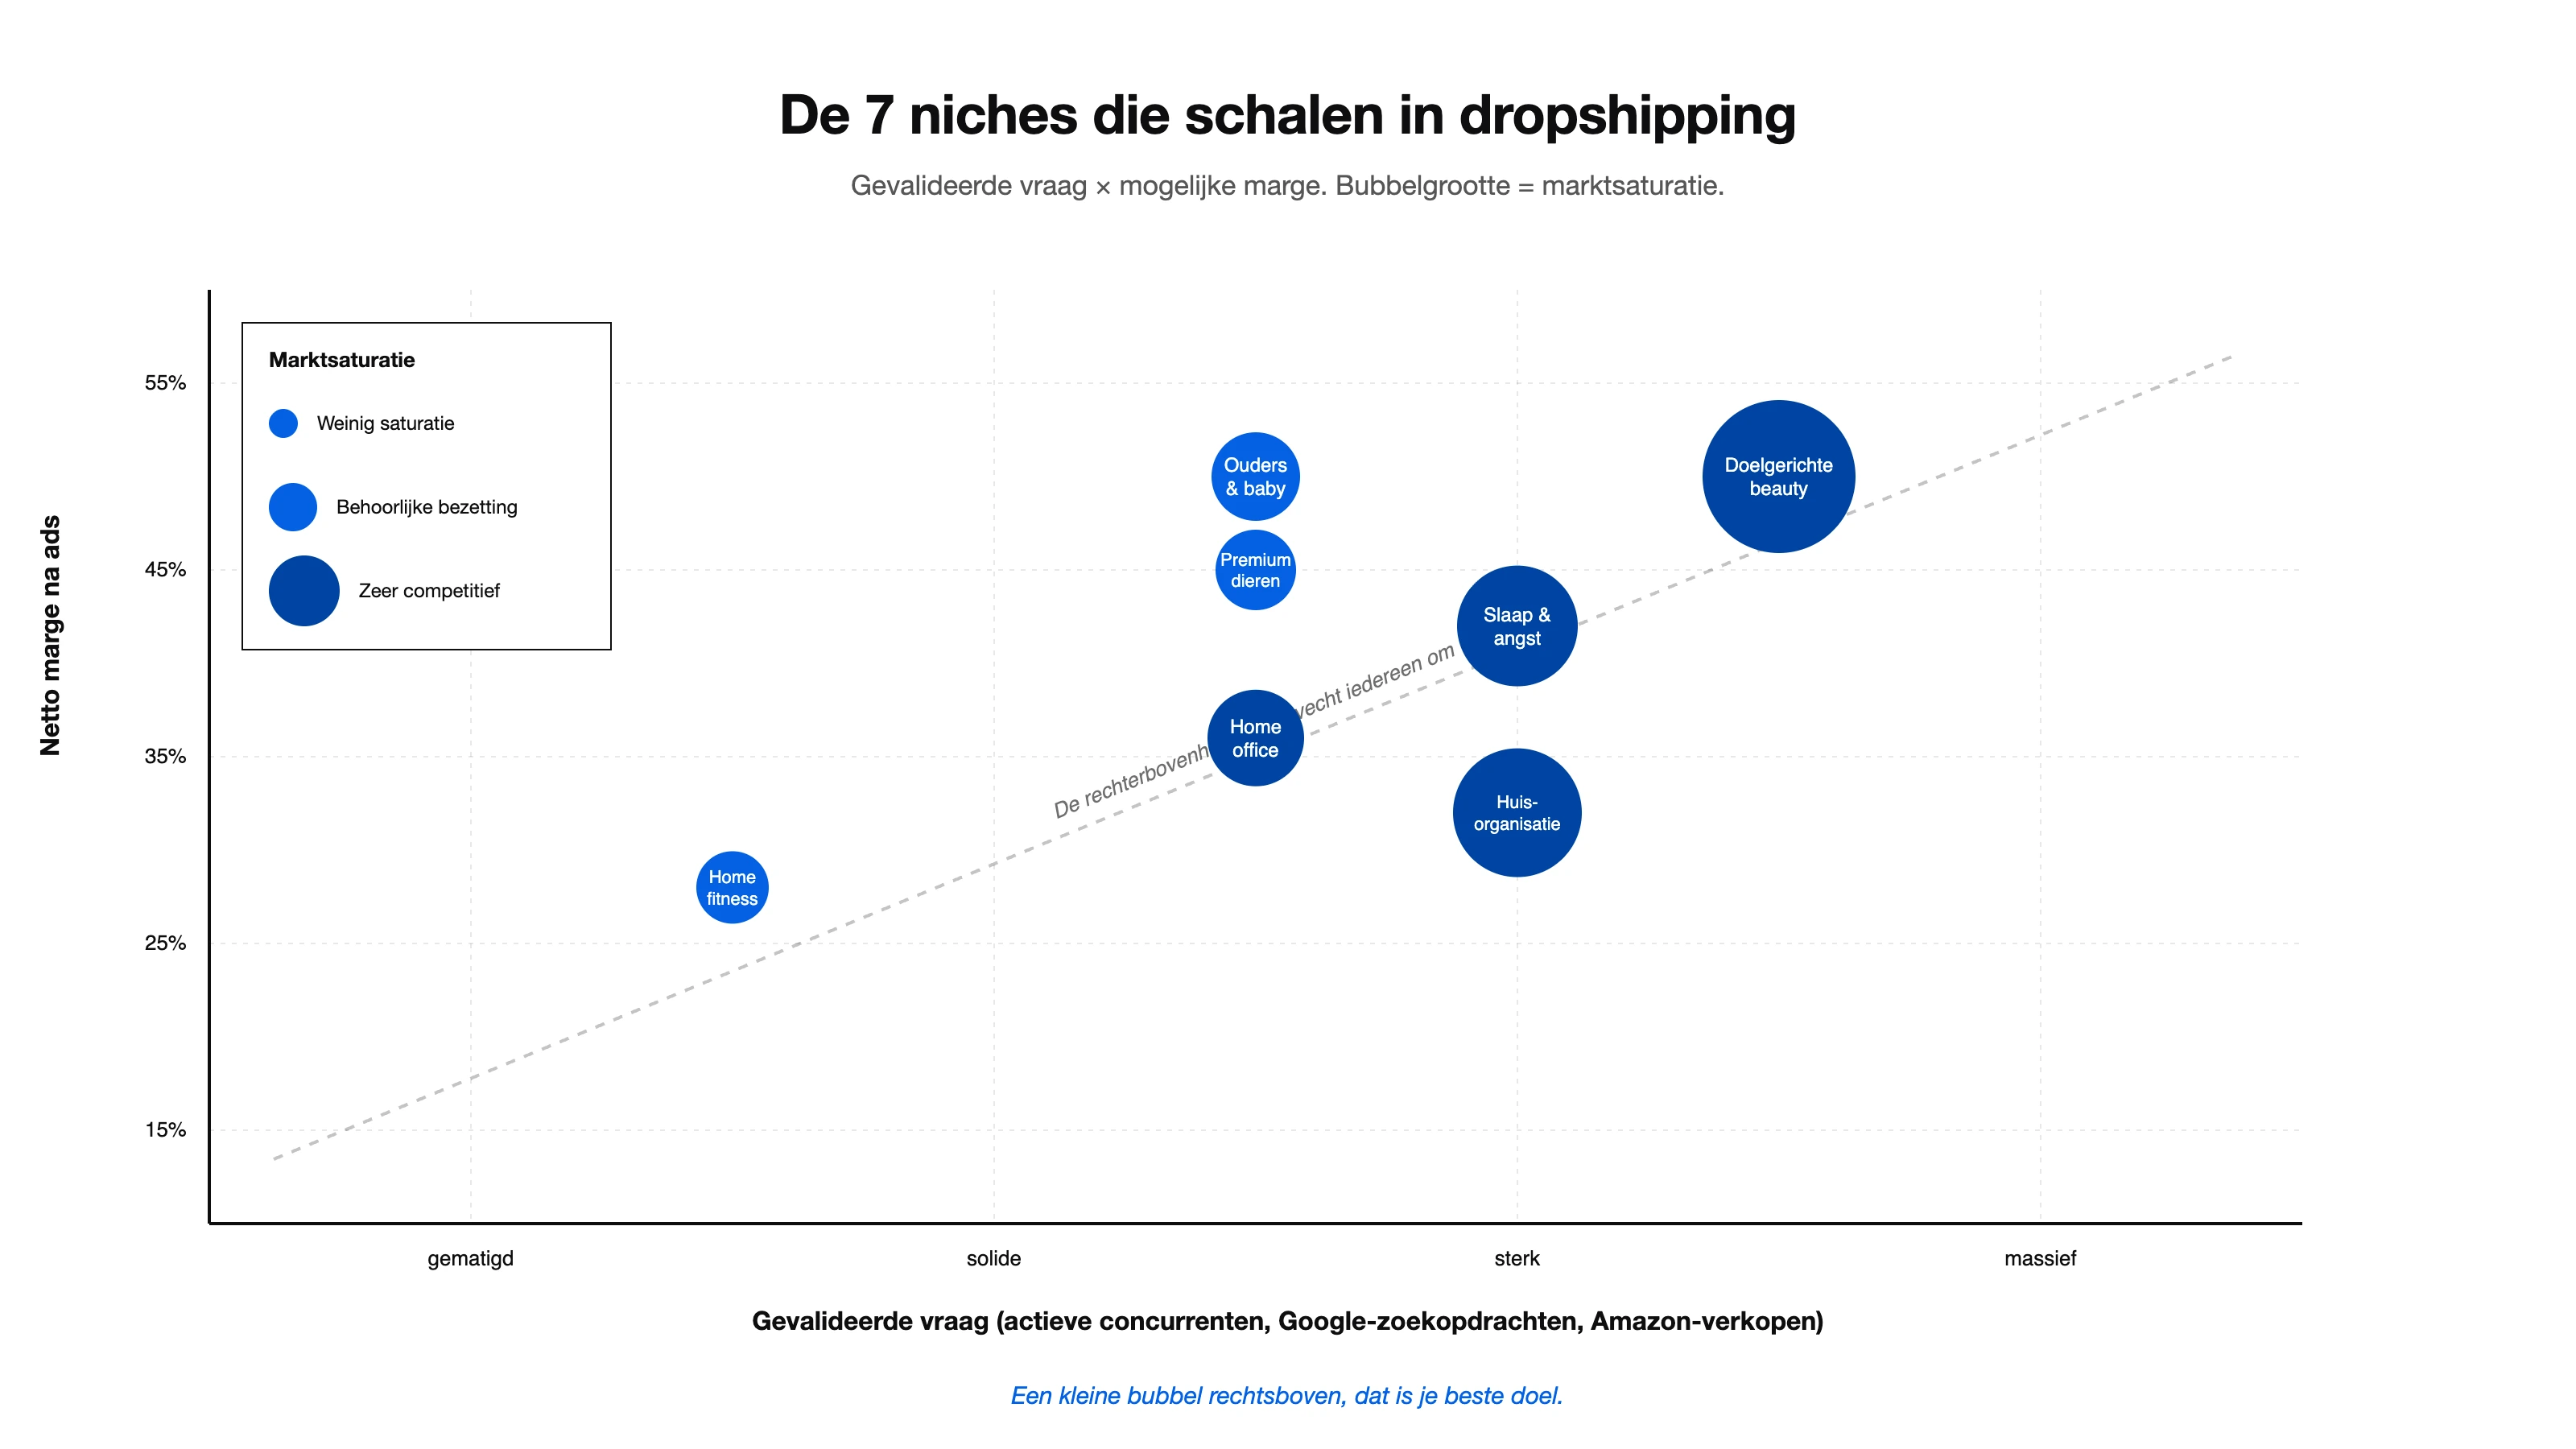 De 7 niches die schalen in dropshipping
Gevalideerde vraag × mogelijke marge. Bubbelgrootte = marktsaturatie.
Marktsaturatie
Weinig saturatie
Behoorlijke bezetting
Zeer competitief
Netto marge na ads
55%
45%
35%
25%
15%
Ouders
& baby
Premium
dieren
Doelgerichte
beauty
Slaap &
angst
Home
office
Huis-
organisatie
Home
fitness
De vecht iedereen om
gematigd
solide
sterk
massief
Gevalideerde vraag (actieve concurrenten, Google-zoekopdrachten, Amazon-verkopen)
Een kleine bubbel rechtsboven, dat is je beste doel.